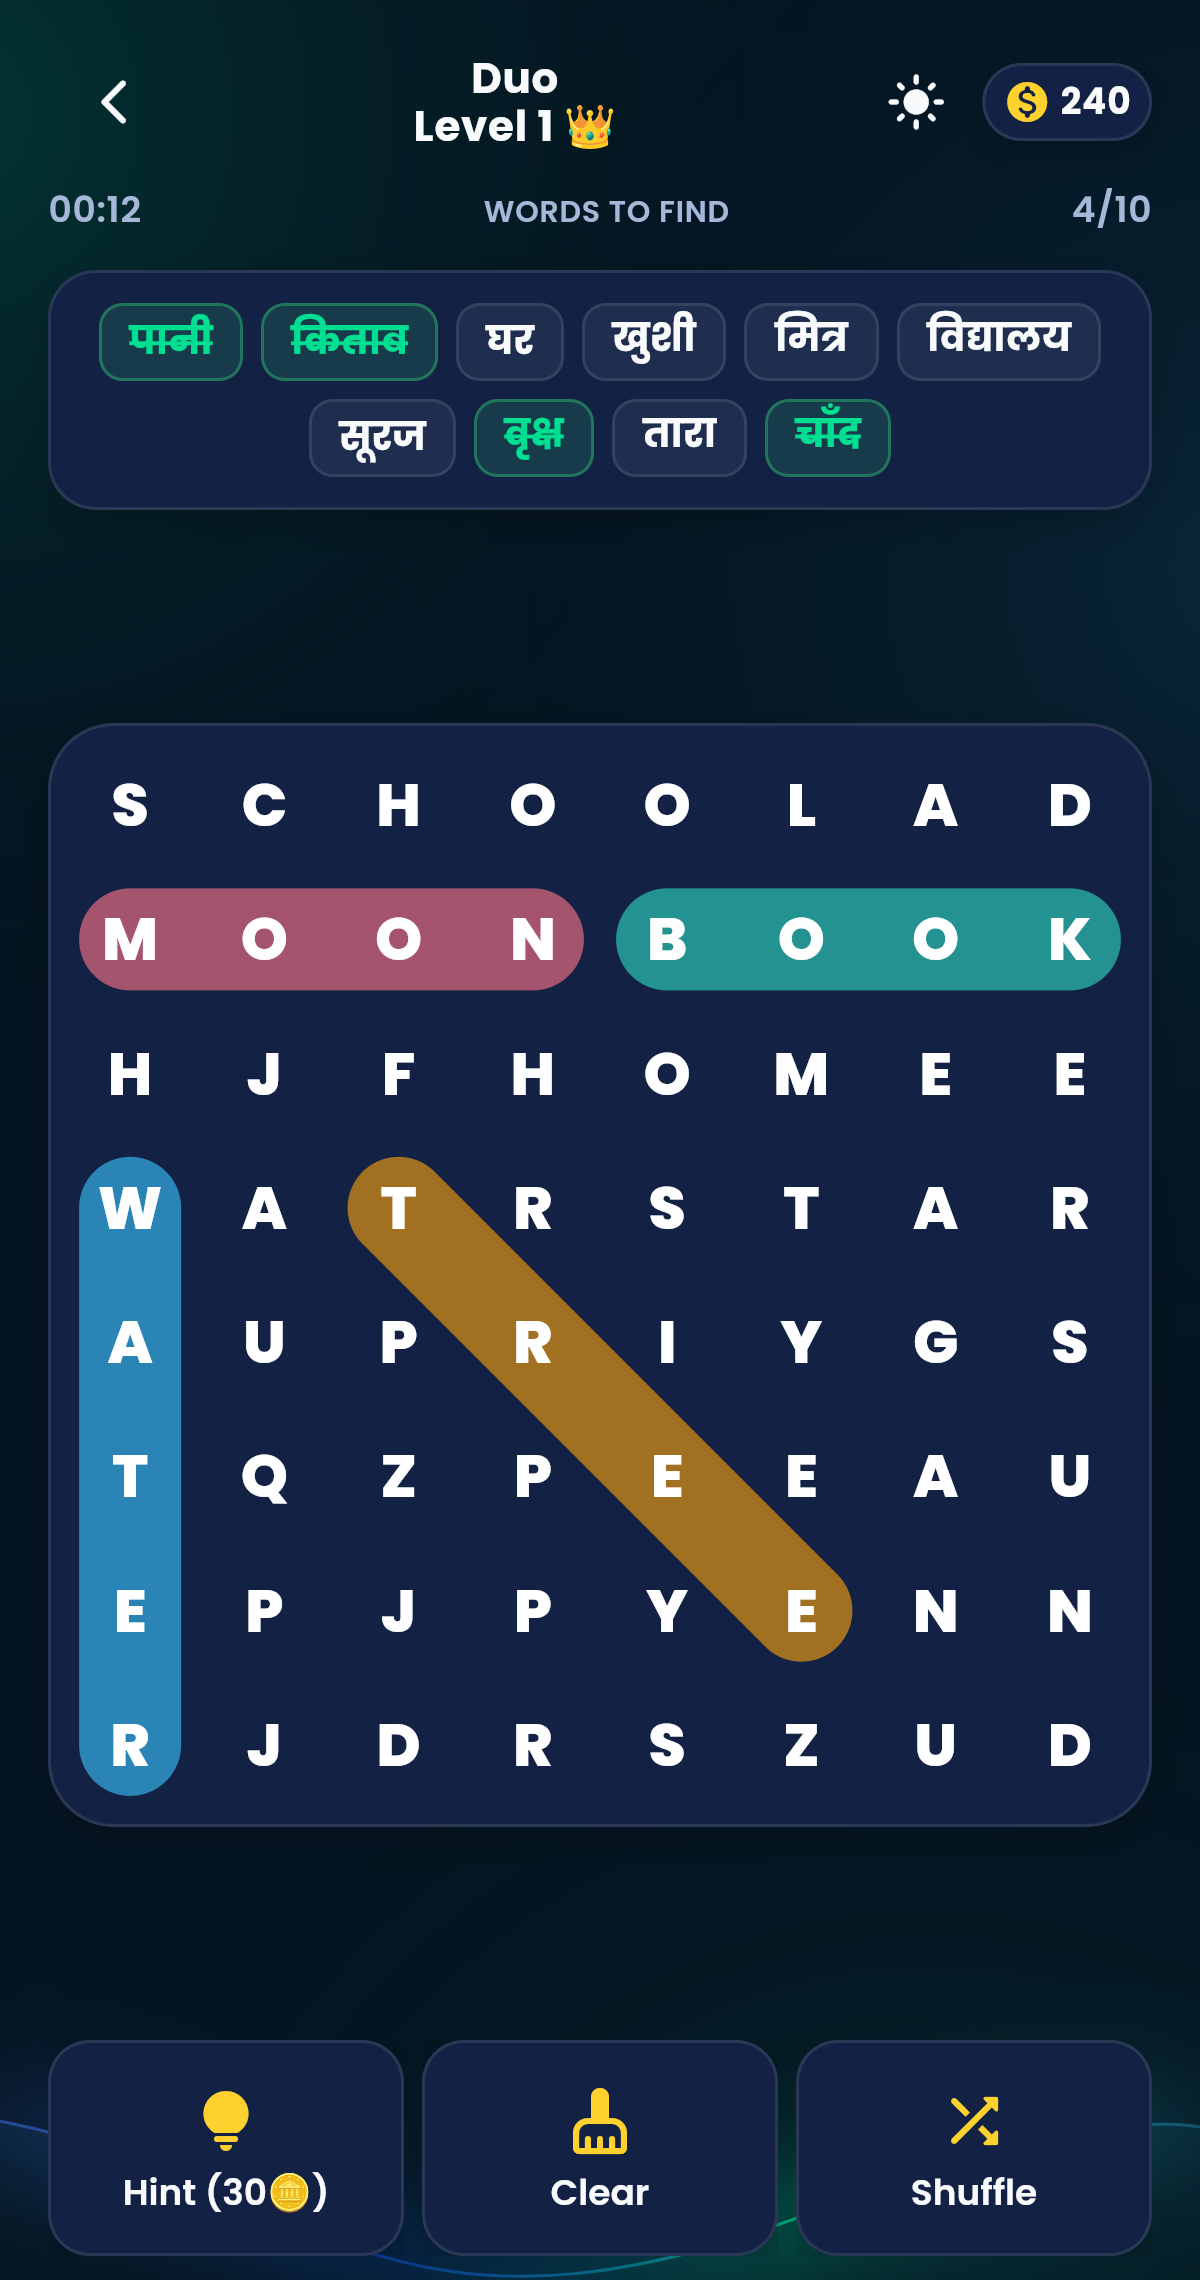 Duo
Level 1 👑
240
00:12 WORDS TO FIND 4/10
पानी किताब घर खुशी मित्र विद्यालय
सूरज वृक्ष तारा चाँद
S C H O O L A D
M O O N B O O K
H J F H O M E E
W A T R S T A R
A U P R I Y G S
T Q Z P E E A U
E P J P Y E N N
R J D R S Z U D
Hint (30🪙) Clear Shuffle